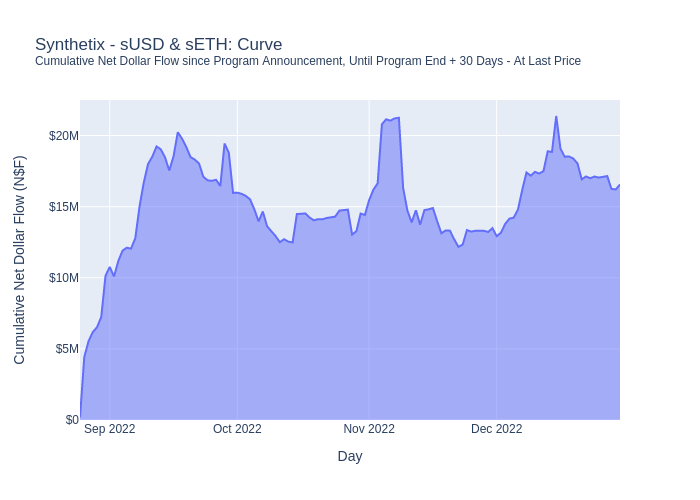 Synthetix - sUSD & sETH: Curve
Cumulative Net Dollar Flow since Program Announcement, Until Program End + 30 Days - At Last Price
Cumulative Net Dollar Flow (N$F)
$20M
$15M
$10M
$5M
$0
Sep 2022
Oct 2022
Nov 2022
Dec 2022
Day